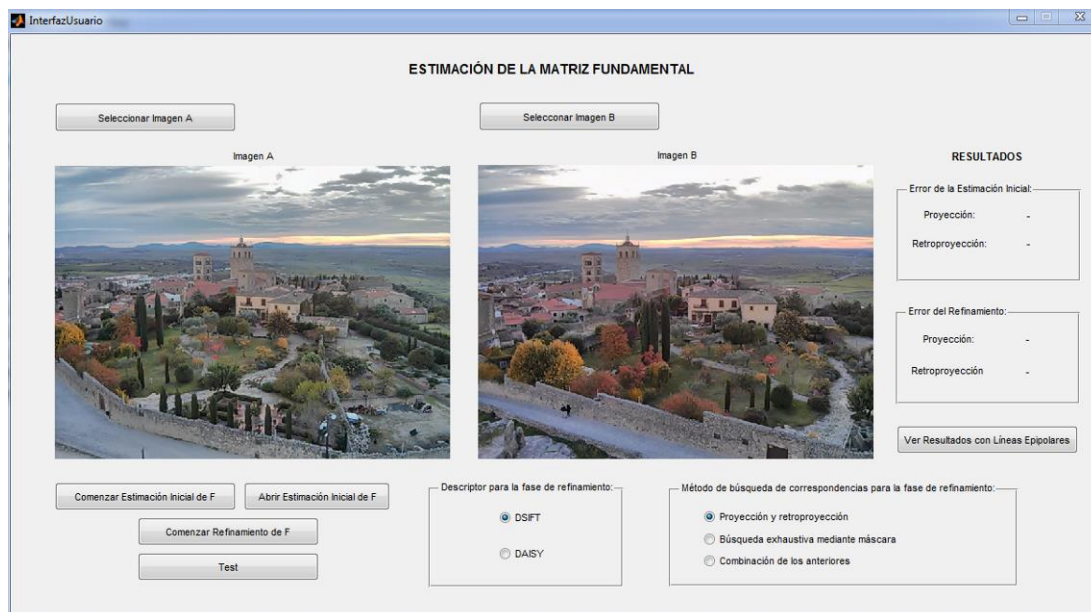 InterfazUsuario
ESTIMACIÓN DE LA MATRIZ FUNDAMENTAL
Seleccionar Imagen A
Selecconar Imagen B
Imagen A
Imagen B
RESULTADOS
Error de la Estimación Inicial:
Proyección: -
Retroproyección: -
Error del Refinamiento:
Proyección: -
Retroproyección -
Ver Resultados con Líneas Epipolares
Comenzar Estimación Inicial de F
Abrir Estimación Inicial de F
Comenzar Refinamiento de F
Test
Descriptor para la fase de refinamiento:
DSIFT
DAISY
Método de búsqueda de correspondencias para la fase de refinamiento:
Proyección y retroproyección
Búsqueda exhaustiva mediante máscara
Combinación de los anteriores